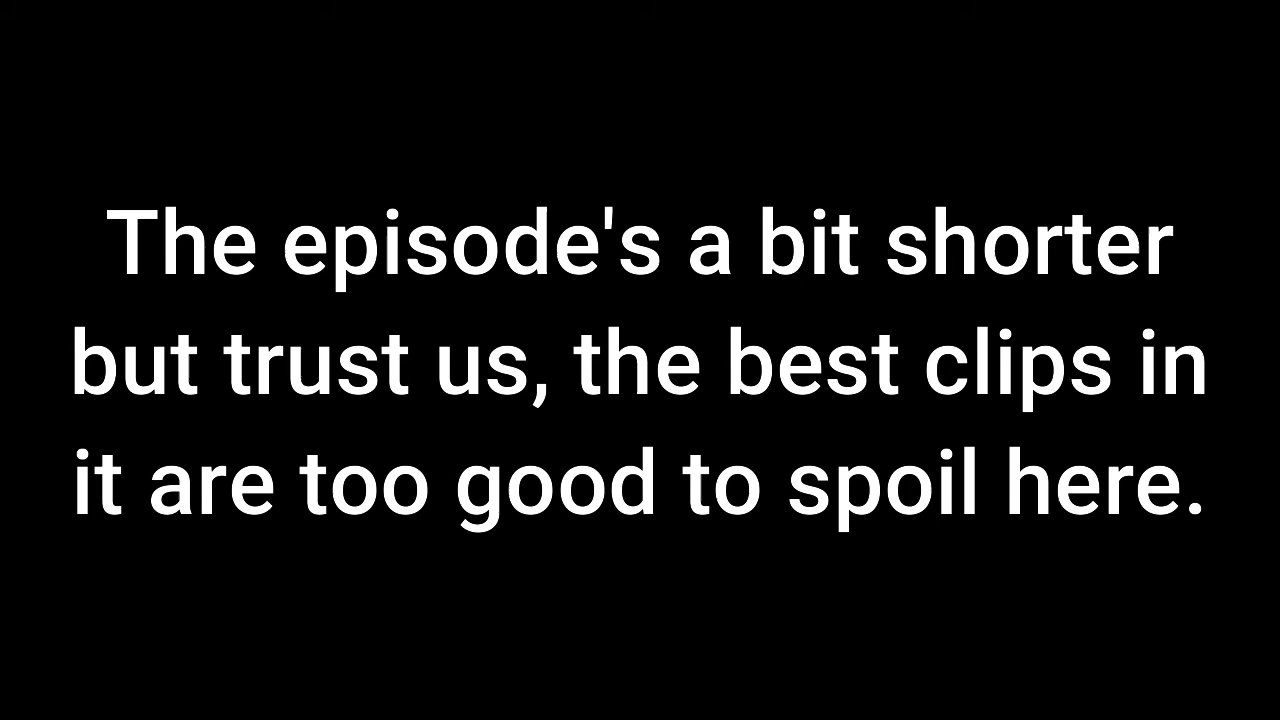 The episode's a bit shorter
but trust us, the best clips in
it are too good to spoil here.